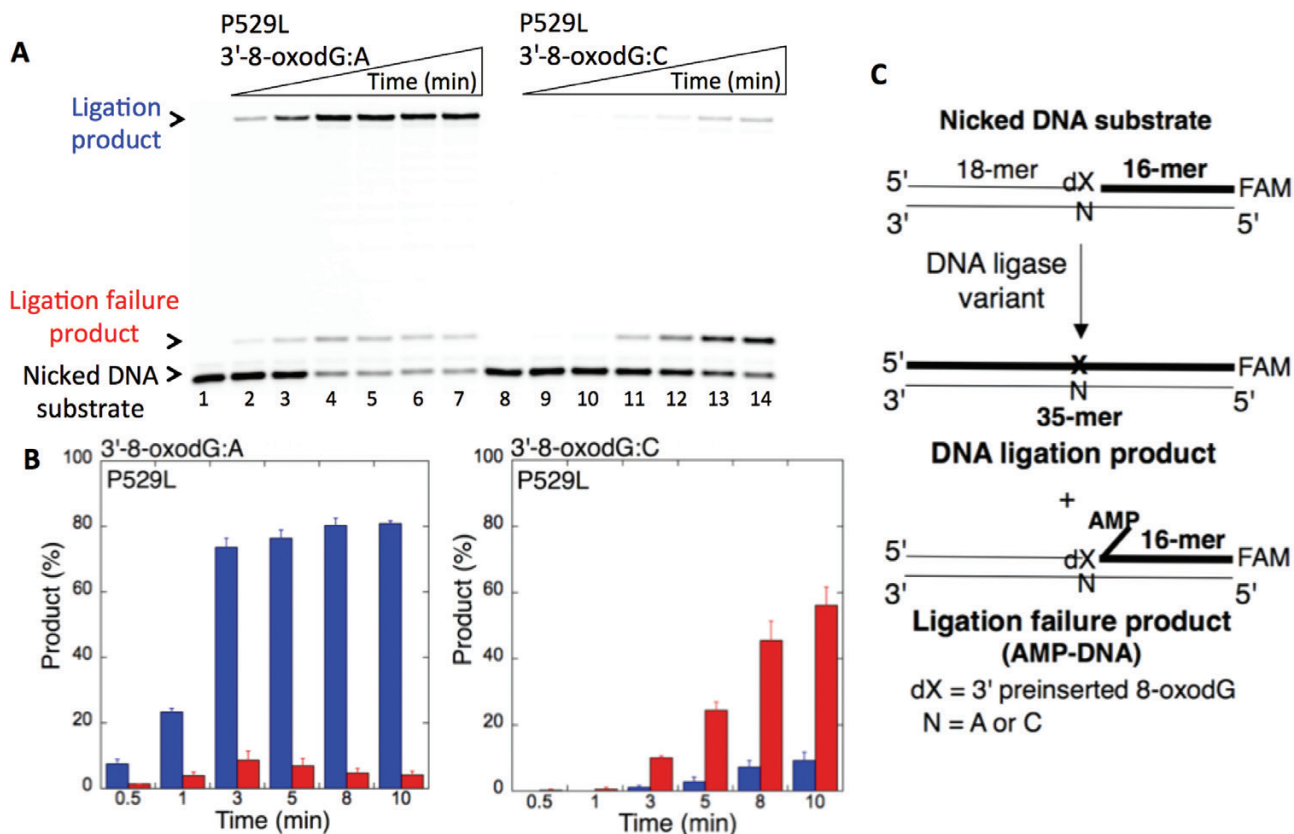 A
P529L
3'-8-oxodG:A
Time (min)
P529L
3'-8-oxodG:C
Time (min)
Ligation
product
Ligation failure
product
Nicked DNA
substrate
1 2 3 4 5 6 7 8 9 10 11 12 13 14
B
3'-8-oxodG:A
P529L
Product (%)
100
80
60
40
20
0
0.5 1 3 5 8 10
Time (min)
3'-8-oxodG:C
P529L
Product (%)
100
80
60
40
20
0
0.5 1 3 5 8 10
Time (min)
C
Nicked DNA substrate
18-mer dX 16-mer
5' FAM
N
3' 5'
DNA ligase
variant
5' X FAM
3' N 5'
35-mer
DNA ligation product
+
AMP
16-mer
5' dX FAM
3' N 5'
Ligation failure product
(AMP-DNA)
dX = 3' preinserted 8-oxodG
N = A or C